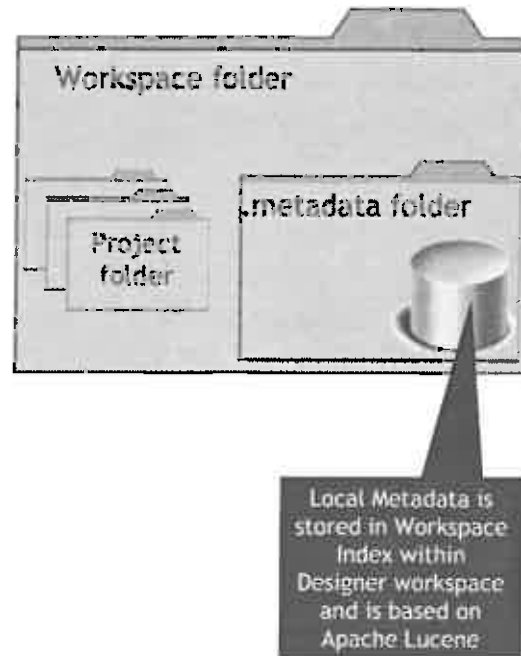 Workspace folder
.metadata folder
Project
folder
Local Metadata is
stored in Workspace
Index within
Designer workspace
and is based on
Apache Lucene